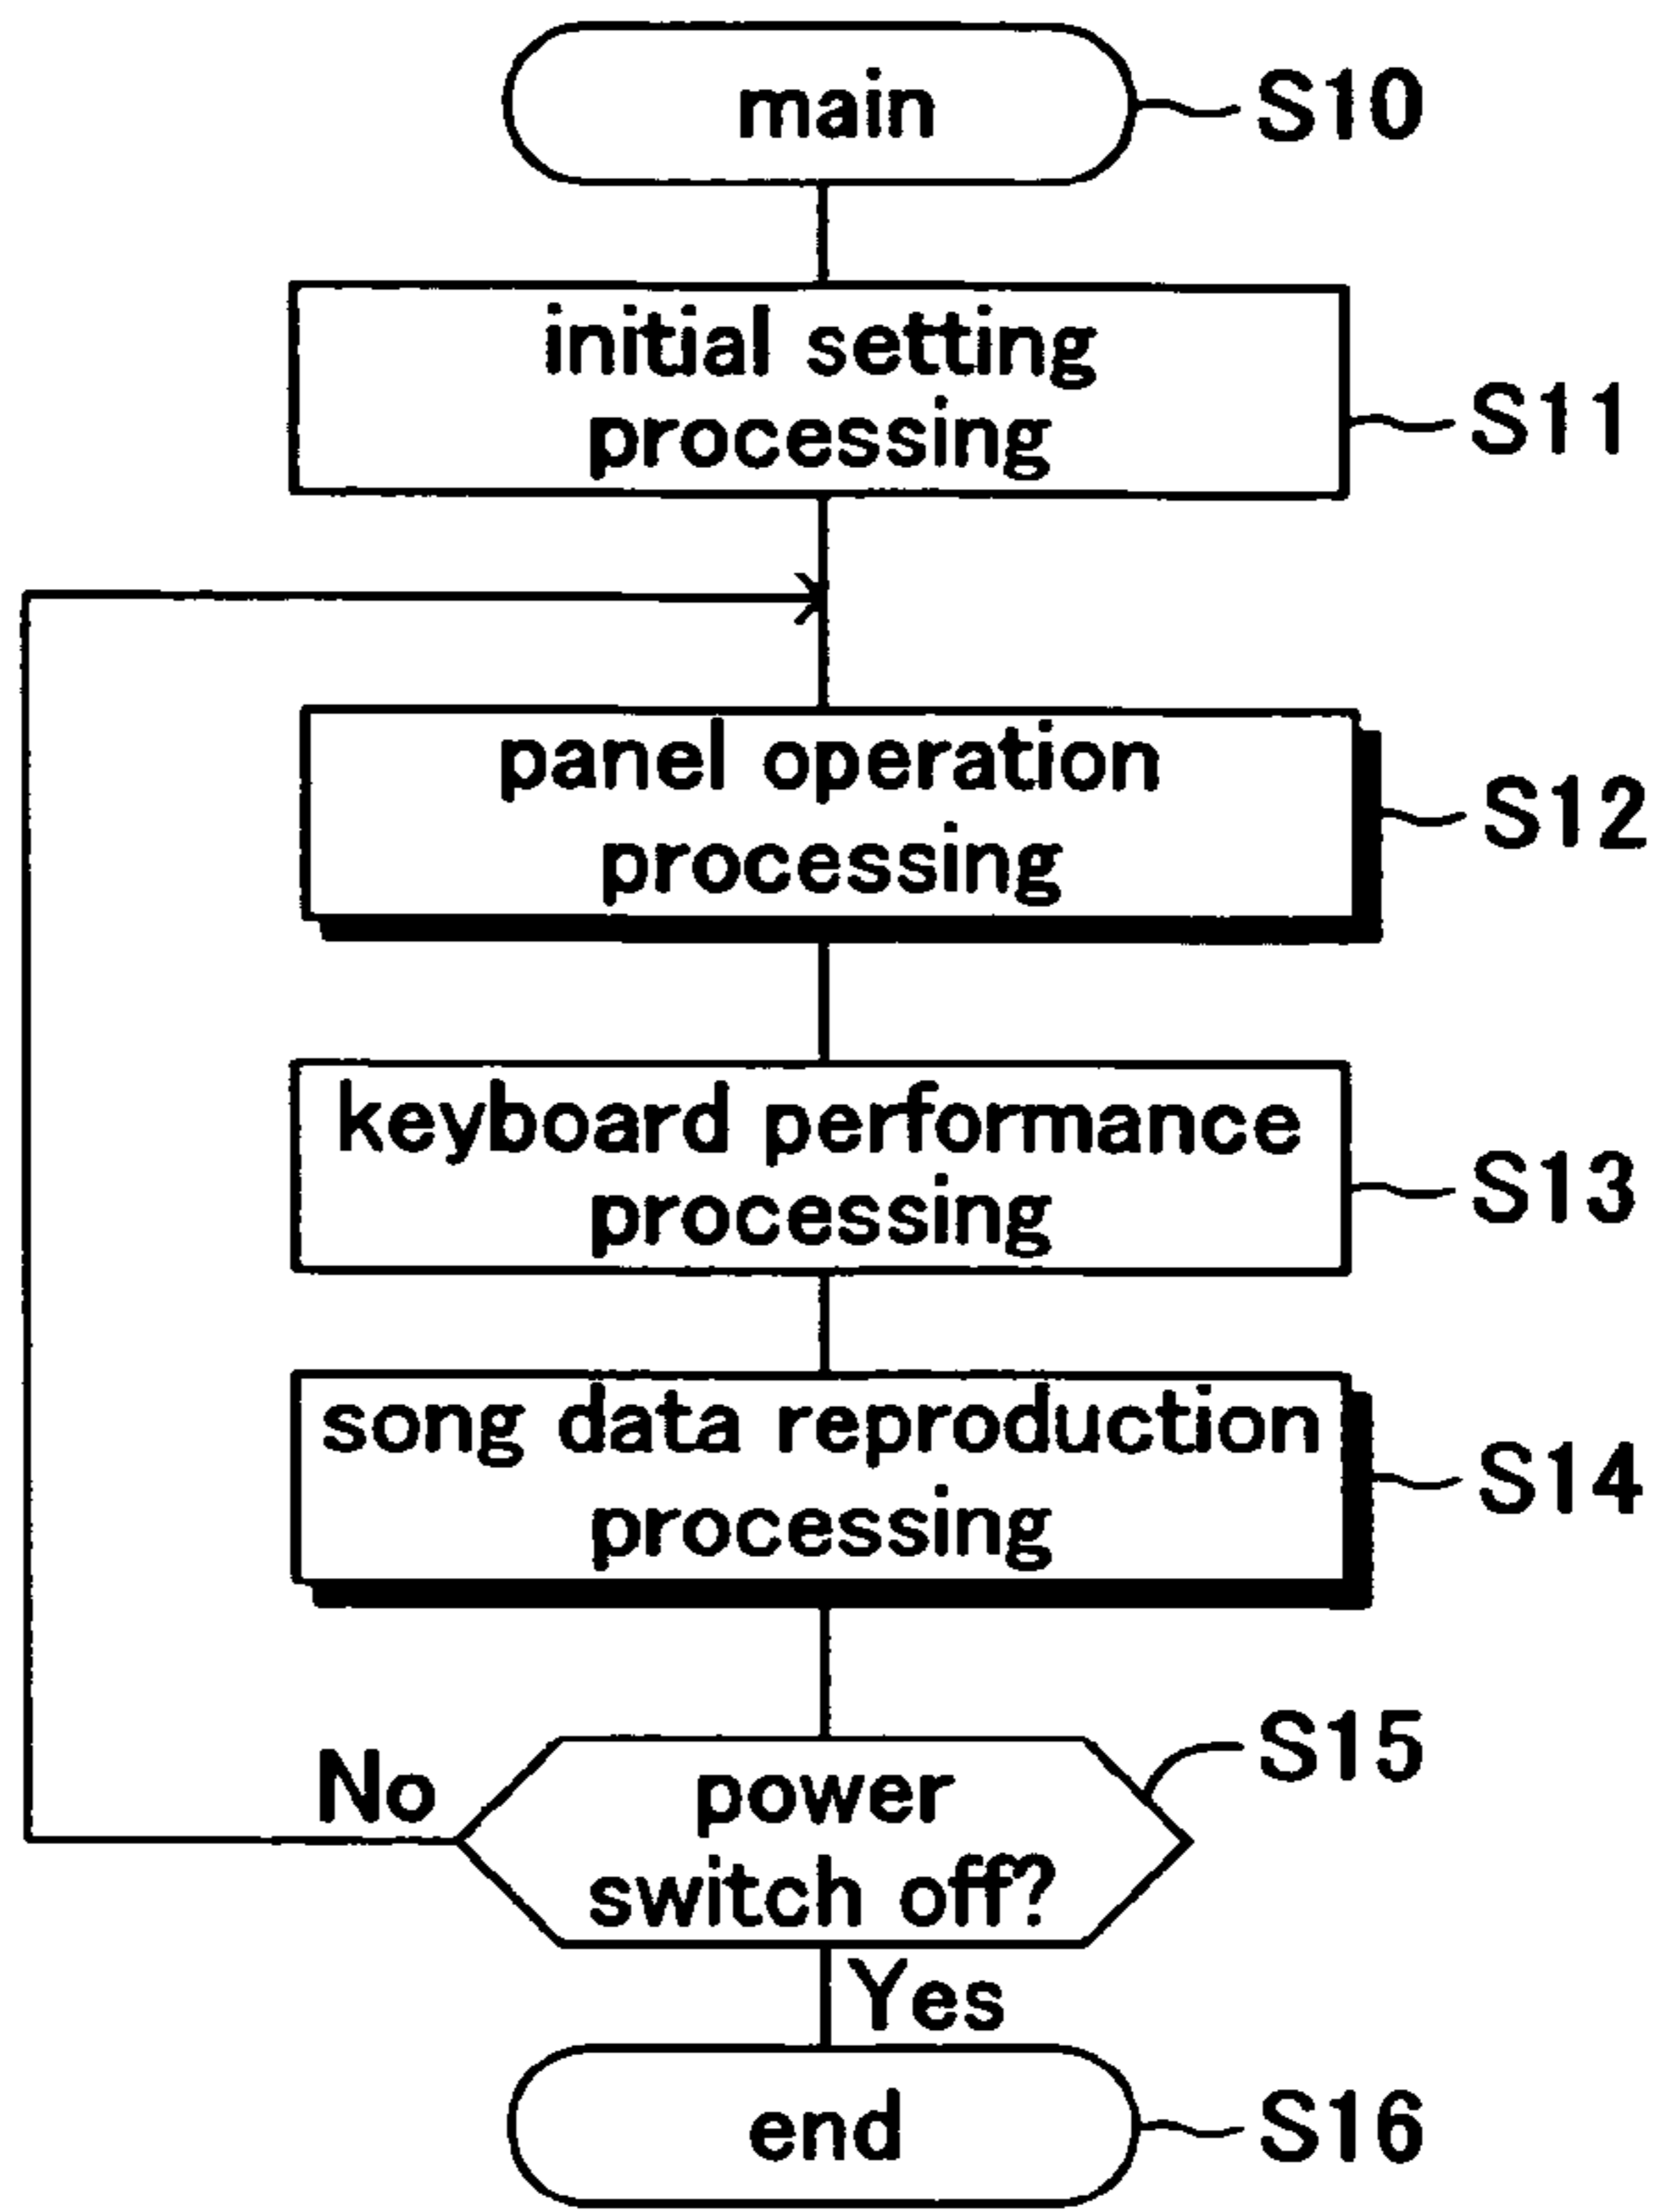 main
S10
initial setting
processing
S11
panel operation
processing
S12
keyboard performance
processing
S13
song data reproduction
processing
S14
No
power
switch off?
S15
Yes
end
S16